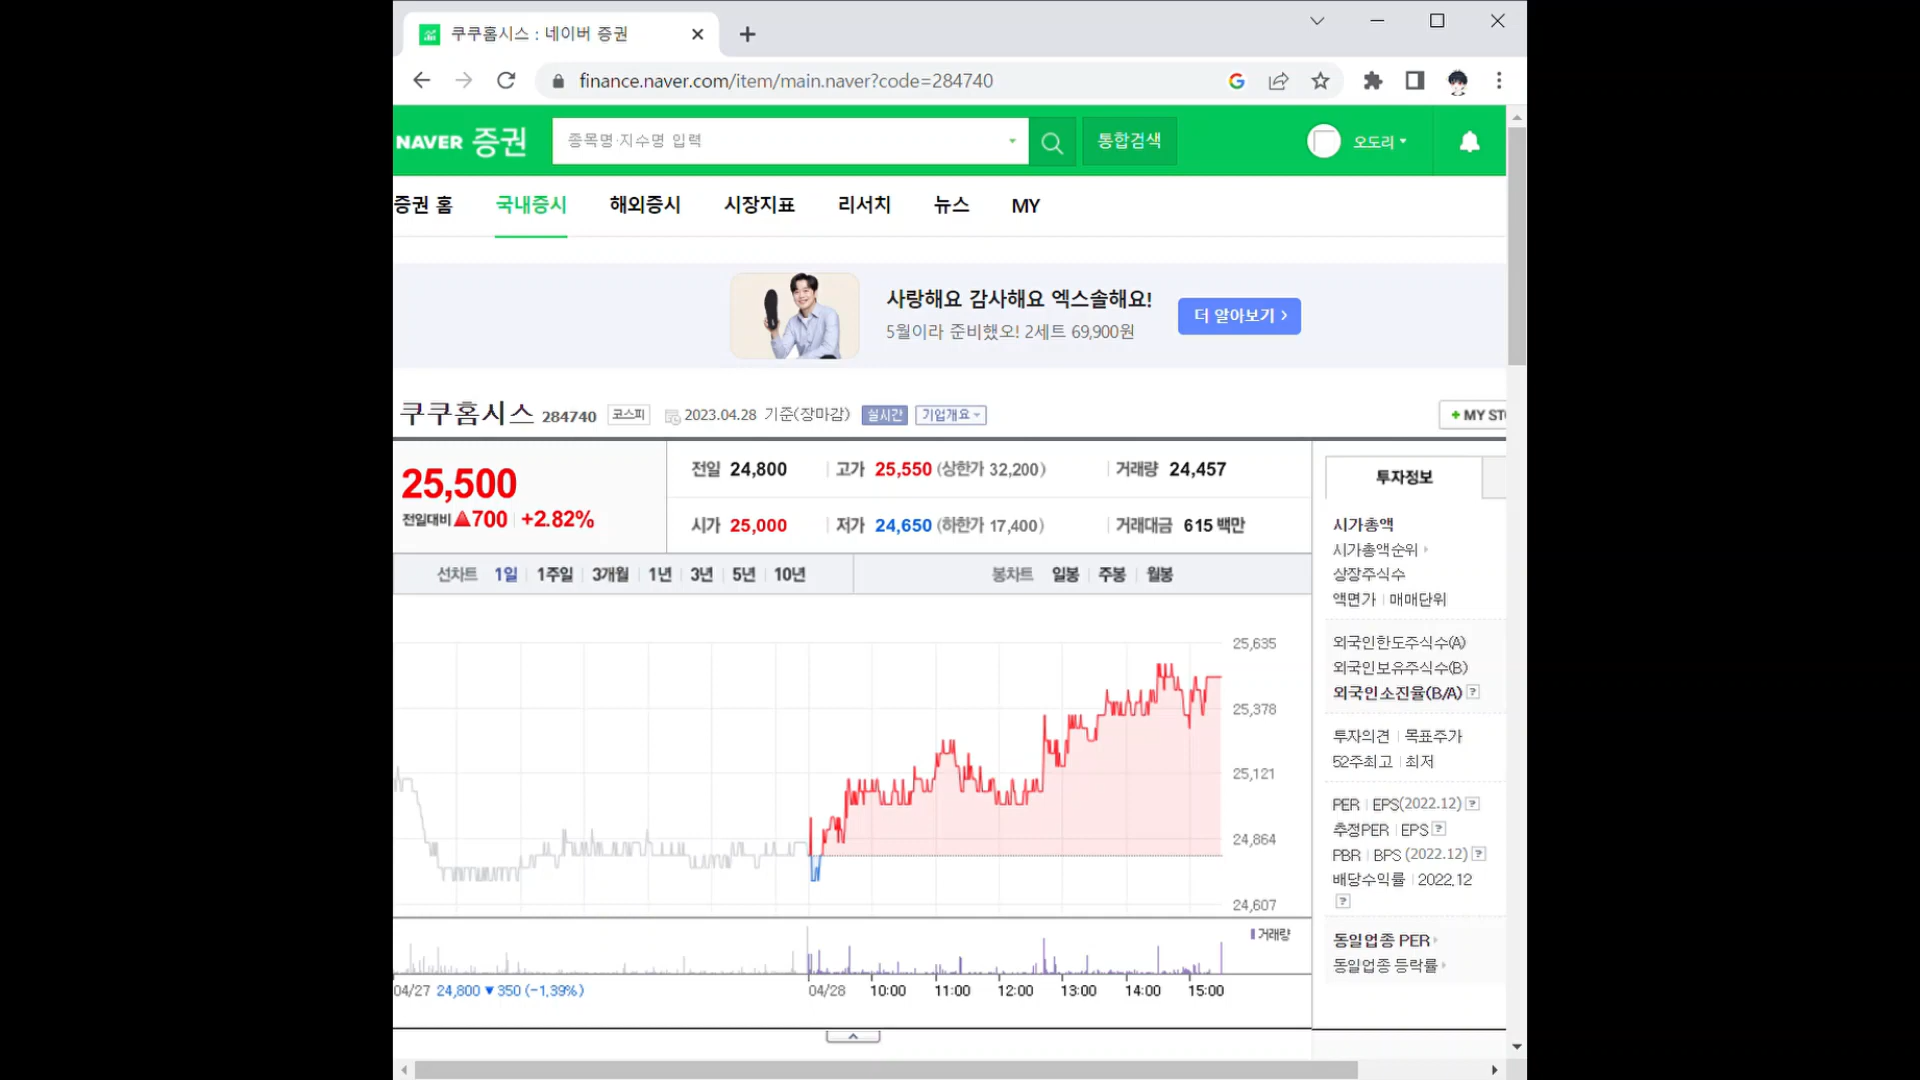 쿠쿠홈시스 : 네이버 증권
finance.naver.com/item/main.naver?code=284740
NAVER 증권
종목명·지수명 입력
통합검색
오도리
증권 홈 국내증시 해외증시 시장지표 리서치 뉴스 MY
사랑해요 감사해요 엑스솔해요!
5월이라 준비했오! 2세트 69,900원
더 알아보기 >
쿠쿠홈시스 284740 코스피 2023.04.28 기준(장마감) 실시간 기업개요
+ MY STO
25,500
전일대비 ▲700 +2.82%
전일 24,800 고가 25,550 (상한가 32,200) 거래량 24,457
시가 25,000 저가 24,650 (하한가 17,400) 거래대금 615 백만
선차트 1일 1주일 3개월 1년 3년 5년 10년
봉차트 일봉 주봉 월봉
25,635
25,378
25,121
24,864
24,607
거래량
04/27 24,800 ▼350 (-1.39%)
04/28 10:00 11:00 12:00 13:00 14:00 15:00
투자정보
시가총액
시가총액순위
상장주식수
액면가 매매단위
외국인한도주식수(A)
외국인보유주식수(B)
외국인소진율(B/A) ?
투자의견 목표주가
52주최고 최저
PER EPS(2022.12) ?
추정PER EPS ?
PBR BPS (2022.12) ?
배당수익률 2022.12
?
동일업종 PER
동일업종 등락률